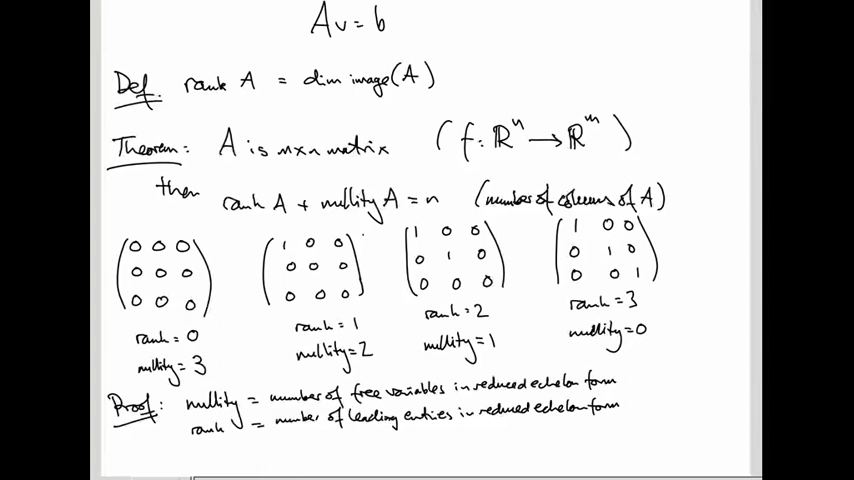 Av = b
Def. rank A = dim image(A)
Theorem: A is m×n matrix ( f: ℝⁿ → ℝᵐ )
then rank A + nullity A = n (number of columns of A)
( 0 0 0 ) ( 1 0 0 ) ( 1 0 0 ) ( 1 0 0 )
( 0 0 0 ) ( 0 0 0 ) ( 0 1 0 ) ( 0 1 0 )
( 0 0 0 ) ( 0 0 0 ) ( 0 0 0 ) ( 0 0 1 )
rank = 0 rank = 1 rank = 2 rank = 3
nullity = 3 nullity = 2 nullity = 1 nullity = 0
Proof: nullity = number of free variables in reduced echelon form
rank = number of leading entries in reduced echelon form